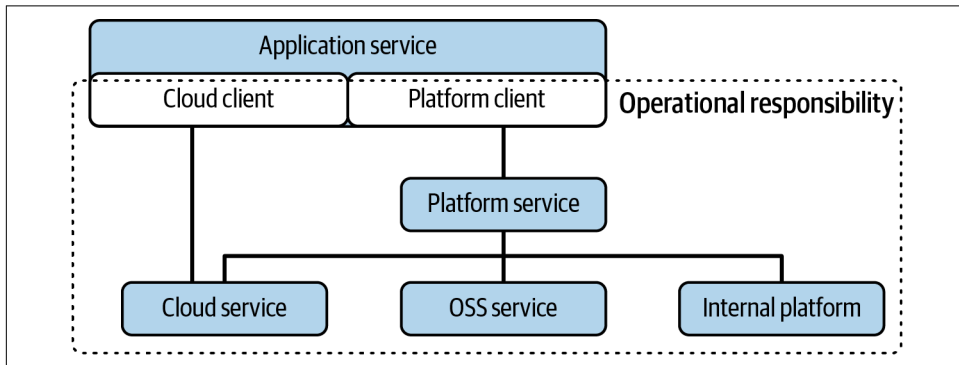 Application service
Cloud client
Platform client
Operational responsibility
Platform service
Cloud service
OSS service
Internal platform